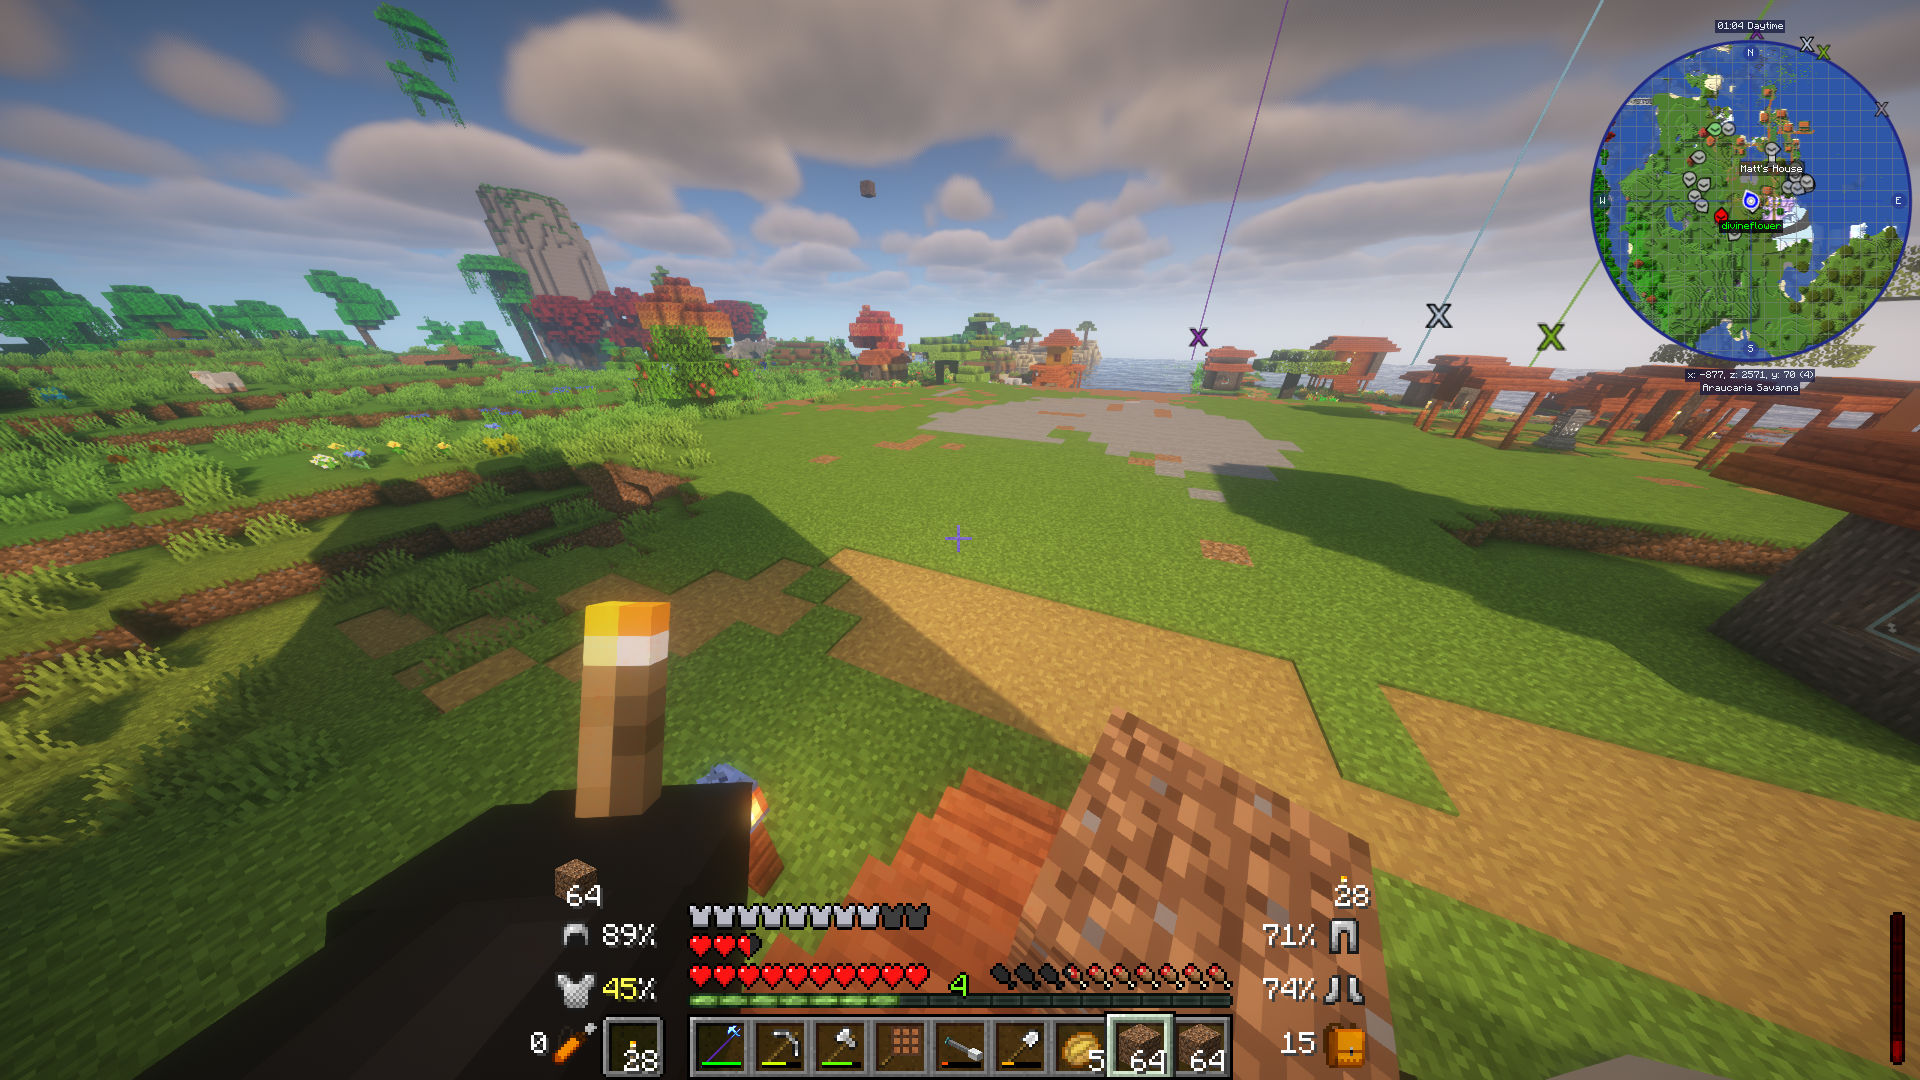 01:04 Daytime
N
W
E
Matt's House
divineflower
S
x: -877, z: 2571, y: 70 (4)
Araucaria Savanna
64
28
89%
71%
45%
4
74%
0
28
5
64
64
15